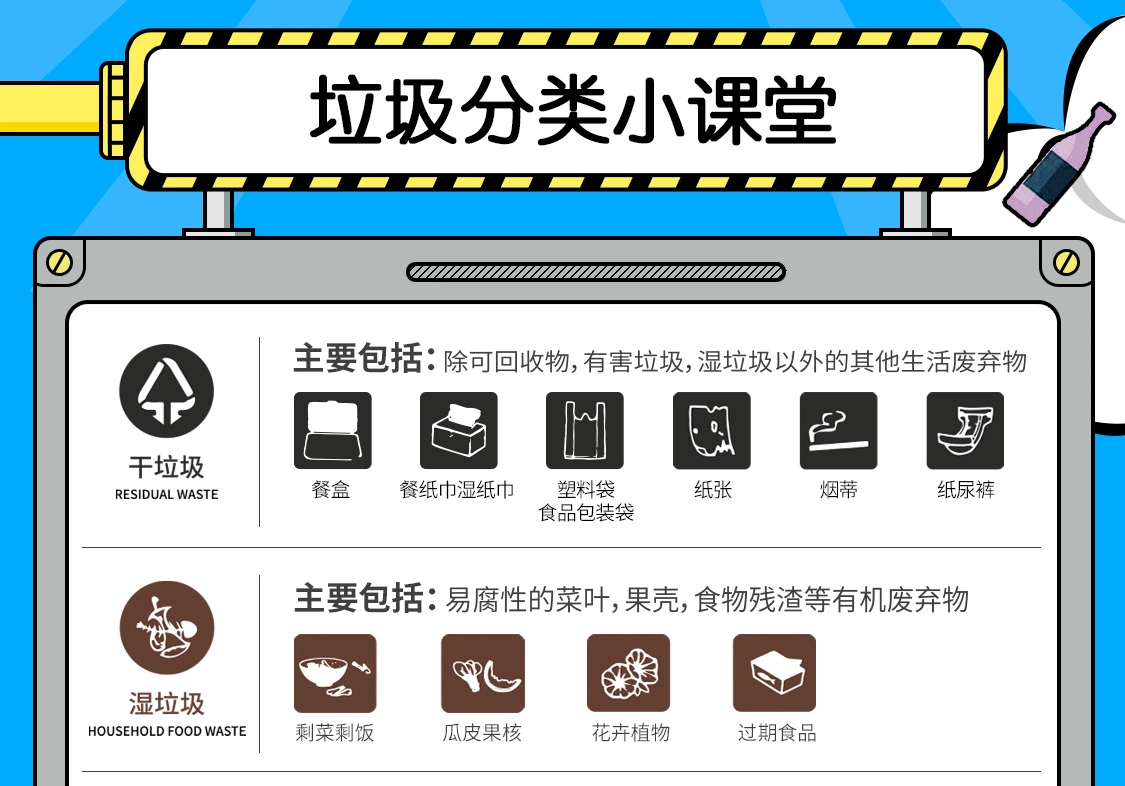 垃圾分类小课堂
主要包括：除可回收物，有害垃圾，湿垃圾以外的其他生活废弃物
干垃圾
RESIDUAL WASTE
餐盒
餐纸巾湿纸巾
塑料袋
食品包装袋
纸张
烟蒂
纸尿裤
主要包括：易腐性的菜叶，果壳，食物残渣等有机废弃物
湿垃圾
HOUSEHOLD FOOD WASTE
剩菜剩饭
瓜皮果核
花卉植物
过期食品